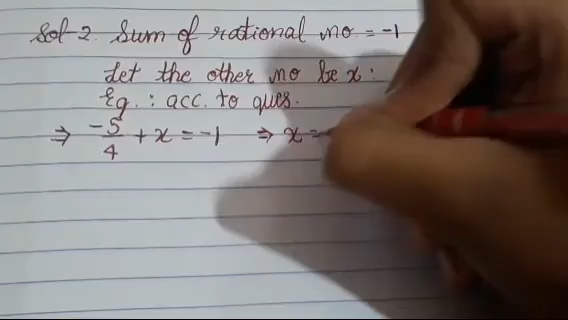 Sol 2. Sum of rational no. = -1
Let the other no be x :
Eq. : acc. to ques.
⇒ -5/4 + x = -1 ⇒ x =